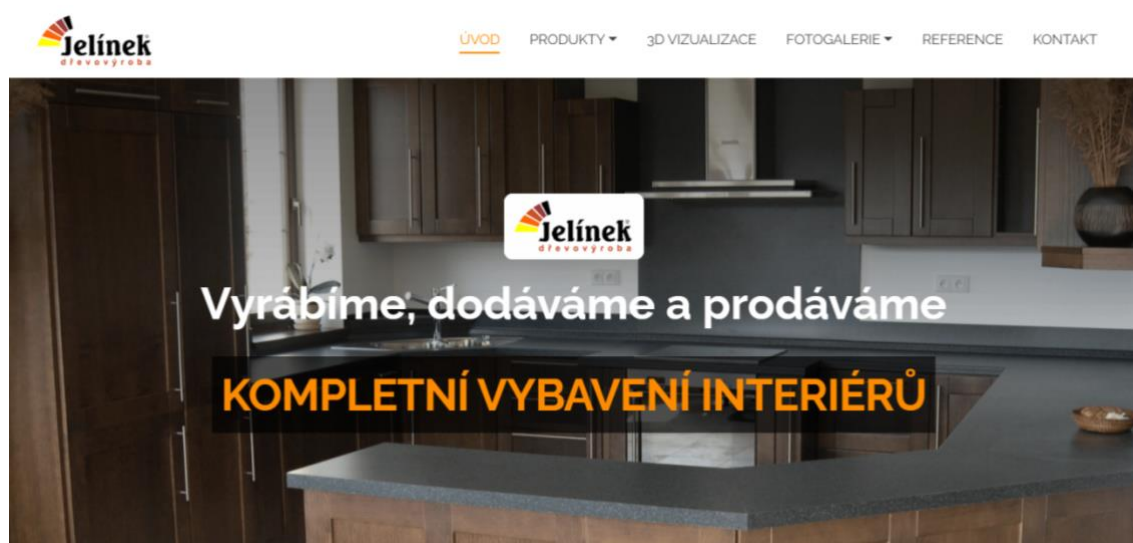 Jelínek
dřevovýroba
ÚVOD PRODUKTY 3D VIZUALIZACE FOTOGALERIE REFERENCE KONTAKT
Jelínek
dřevovýroba
Vyrábíme, dodáváme a prodáváme
KOMPLETNÍ VYBAVENÍ INTERIÉRŮ